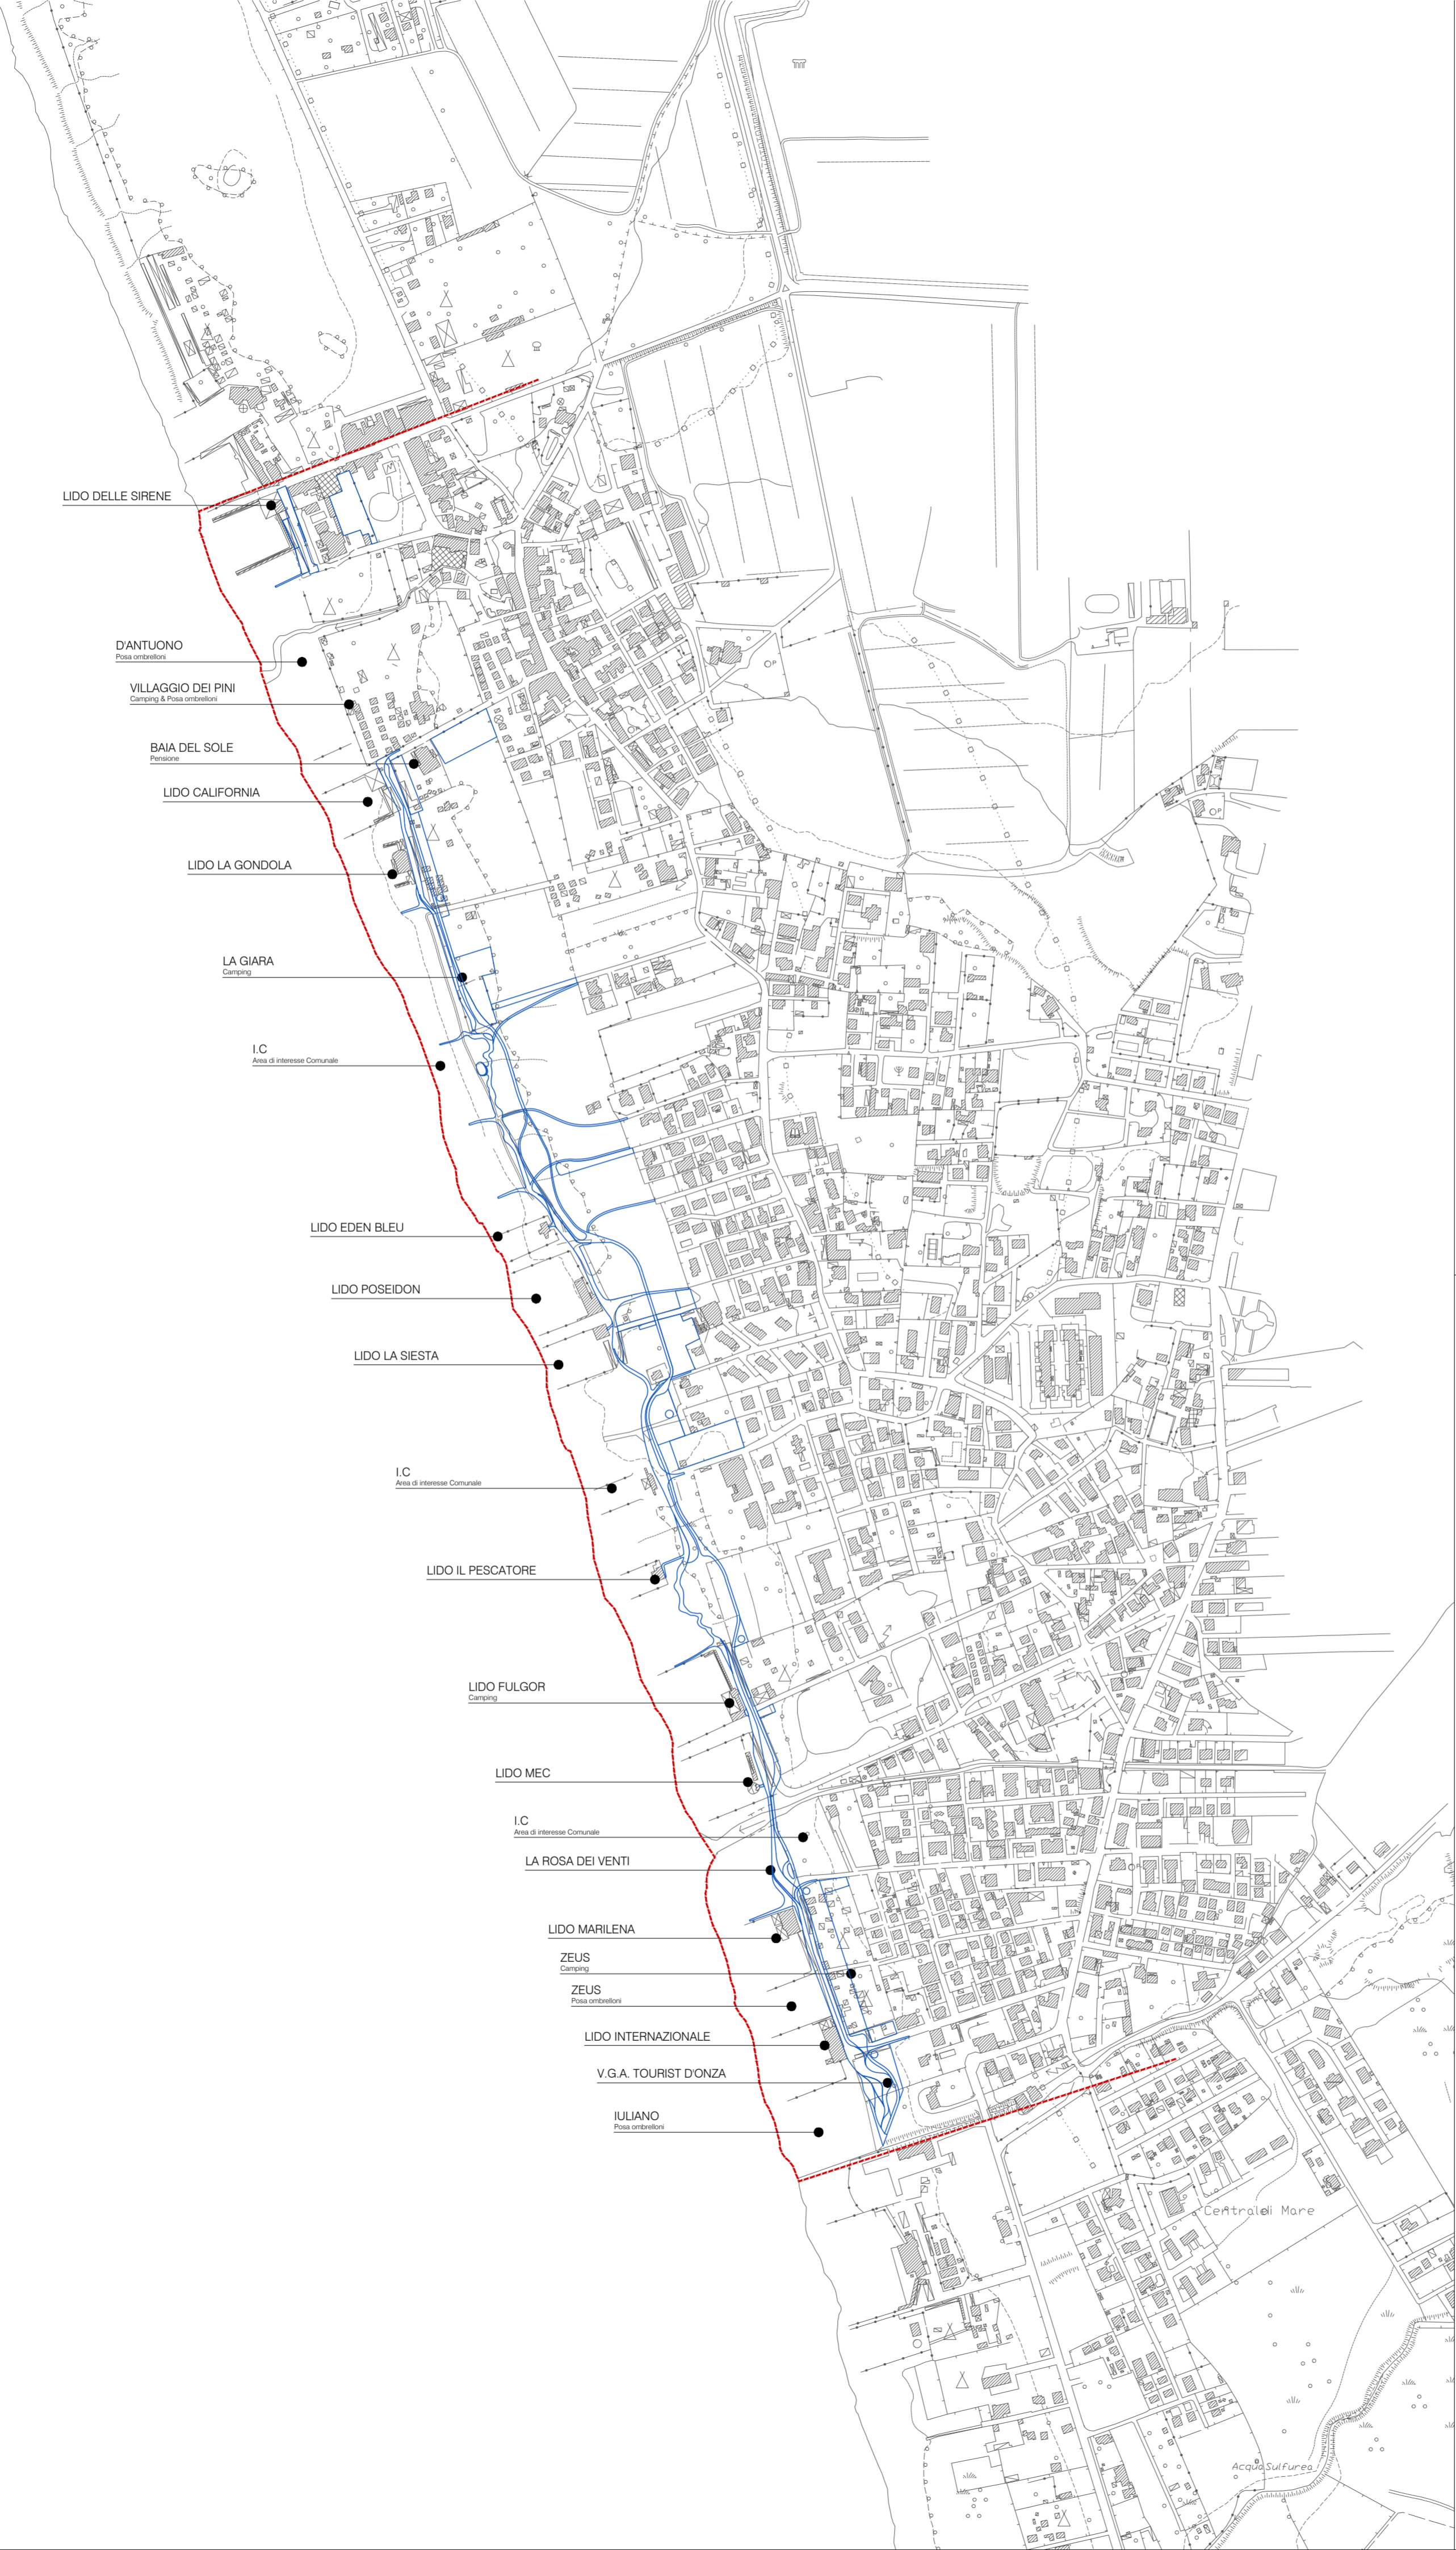 LIDO DELLE SIRENE
D'ANTUONO
Posa ombrelloni
VILLAGGIO DEI PINI
Camping & Posa ombrelloni
BAIA DEL SOLE
Pensione
LIDO CALIFORNIA
LIDO LA GONDOLA
LA GIARA
Camping
I.C
Area di interesse Comunale
LIDO EDEN BLEU
LIDO POSEIDON
LIDO LA SIESTA
I.C
Area di interesse Comunale
LIDO IL PESCATORE
LIDO FULGOR
Camping
LIDO MEC
I.C
Area di interesse Comunale
LA ROSA DEI VENTI
LIDO MARILENA
ZEUS
Camping
ZEUS
Posa ombrelloni
LIDO INTERNAZIONALE
V.G.A. TOURIST D'ONZA
IULIANO
Posa ombrelloni
Centrale di Mare
Acqua Sulfurea